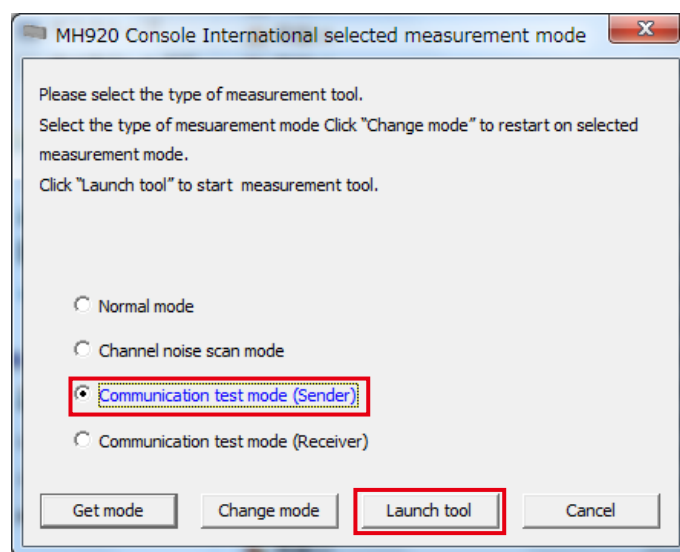 MH920 Console International selected measurement mode
Please select the type of measurement tool.
Select the type of mesuarement mode Click “Change mode” to restart on selected
measurement mode.
Click “Launch tool” to start  measurement tool.
Normal mode
Channel noise scan mode
Communication test mode (Sender)
Communication test mode (Receiver)
Get mode
Change mode
Launch tool
Cancel